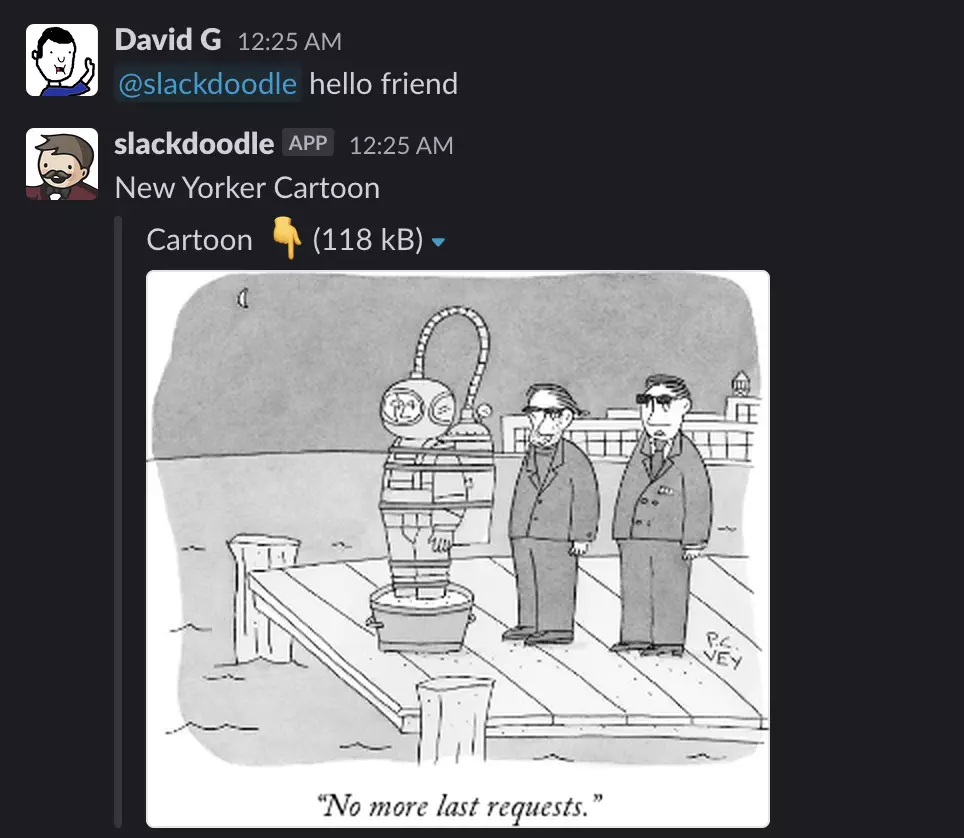 David G 12:25 AM
@slackdoodle hello friend
slackdoodle APP 12:25 AM
New Yorker Cartoon
Cartoon 👇 (118 kB)
P.C.
VEY
“No more last requests.”